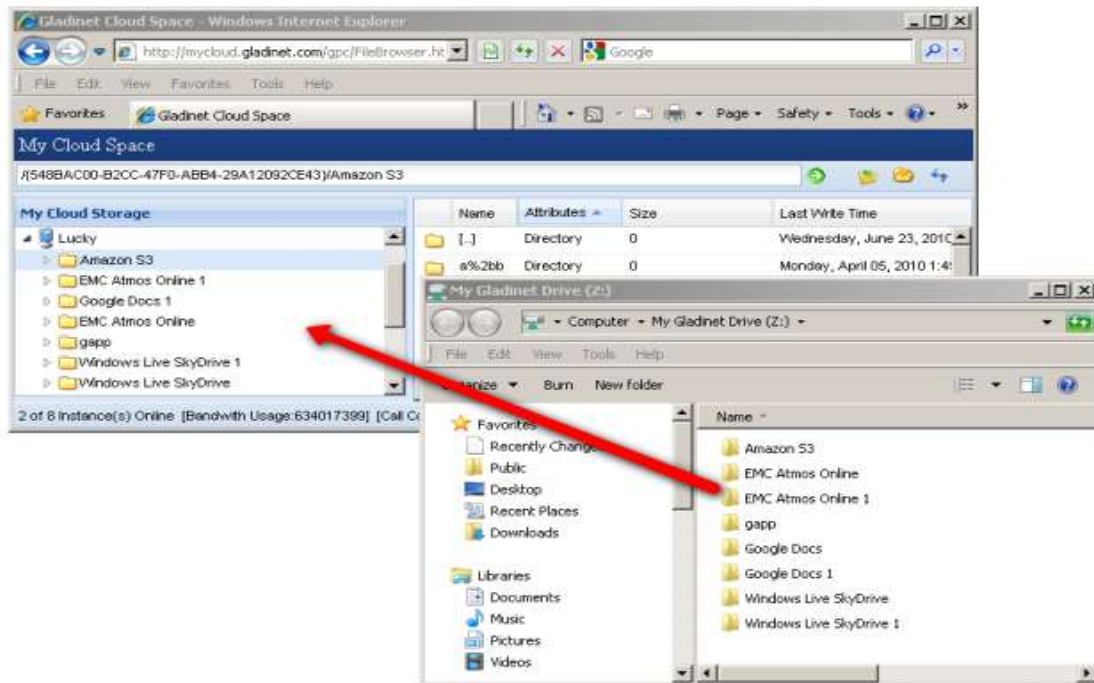 Gladinet Cloud Space - Windows Internet Explorer
http://mycloud.gladinet.com/gpc/FileBrowser.ht
Google
File Edit View Favorites Tools Help
Favorites Gladinet Cloud Space Page Safety Tools »
My Cloud Space
/{548BAC00-B2CC-47F0-ABB4-29A12092CE43}/Amazon S3
My Cloud Storage Name Attributes Size Last Write Time
Lucky [..] Directory 0 Wednesday, June 23, 201
Amazon S3 a%2bb Directory 0 Monday, April 05, 2010 1:4
EMC Atmos Online 1
Google Docs 1
EMC Atmos Online
gapp
Windows Live SkyDrive 1
Windows Live SkyDrive
2 of 8 Instance(s) Online [Bandwith Usage:634017399] [Call
My Gladinet Drive (Z:)
Computer My Gladinet Drive (Z:)
File Edit View Tools Help
Organize Burn New folder
Favorites Name
Recently Change
Public
Desktop
Recent Places
Downloads
Libraries
Documents
Music
Pictures
Videos
Amazon S3
EMC Atmos Online
EMC Atmos Online 1
gapp
Google Docs
Google Docs 1
Windows Live SkyDrive
Windows Live SkyDrive 1